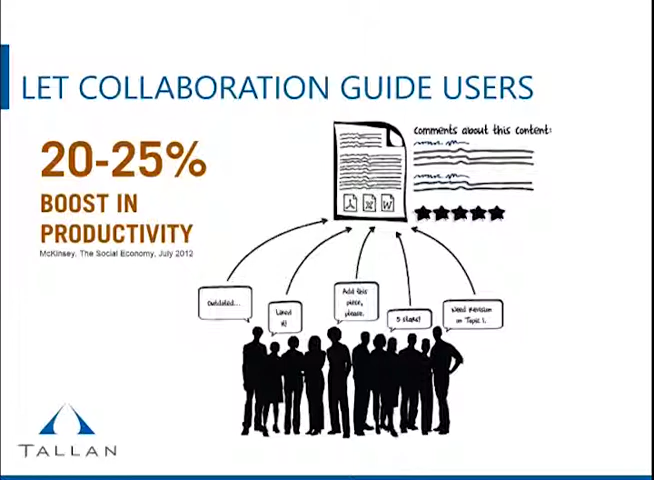 LET COLLABORATION GUIDE USERS
20-25%
BOOST IN
PRODUCTIVITY
McKinsey, The Social Economy, July 2012
Comments about this content:
Outdated...
Liked
it!
Add this
piece,
please.
5 stars!
Need Revision
on Topic 1.
TALLAN